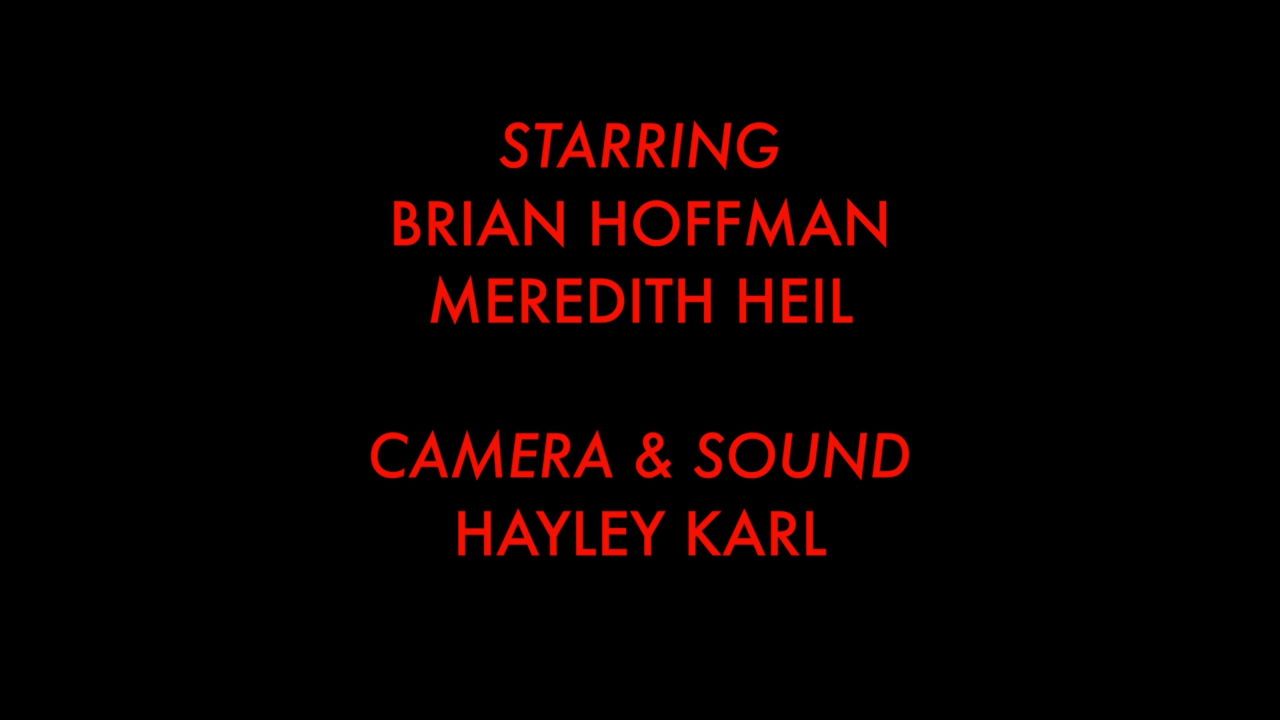 STARRING
BRIAN HOFFMAN
MEREDITH HEIL
CAMERA & SOUND
HAYLEY KARL